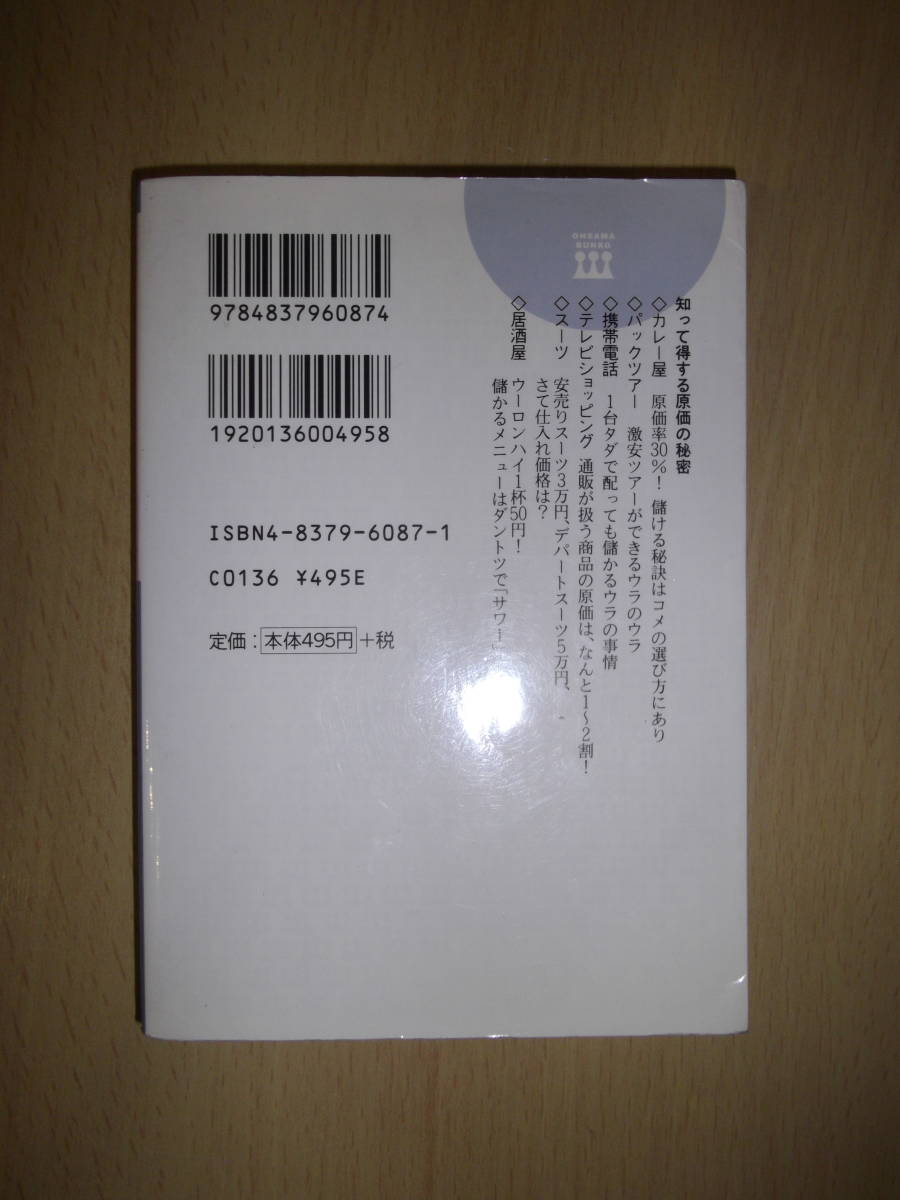 OHSAMA
BUNKO
知って得する原価の秘密
◇カレー屋 原価率30%！ 儲ける秘訣はコメの選び方にあり
◇パックツアー 激安ツアーができるウラのウラ
◇携帯電話 1台タダで配っても儲かるウラの事情
◇テレビショッピング 通販が扱う商品の原価は、なんと1〜2割！
◇スーツ 安売りスーツ3万円、デパートスーツ5万円、
さて仕入れ価格は？
◇居酒屋 ウーロンハイ1杯50円！
儲かるメニューはダントツで「サワー」
9784837960874
1920136004958
ISBN4-8379-6087-1
C0136 ¥495E
定価：本体495円+税